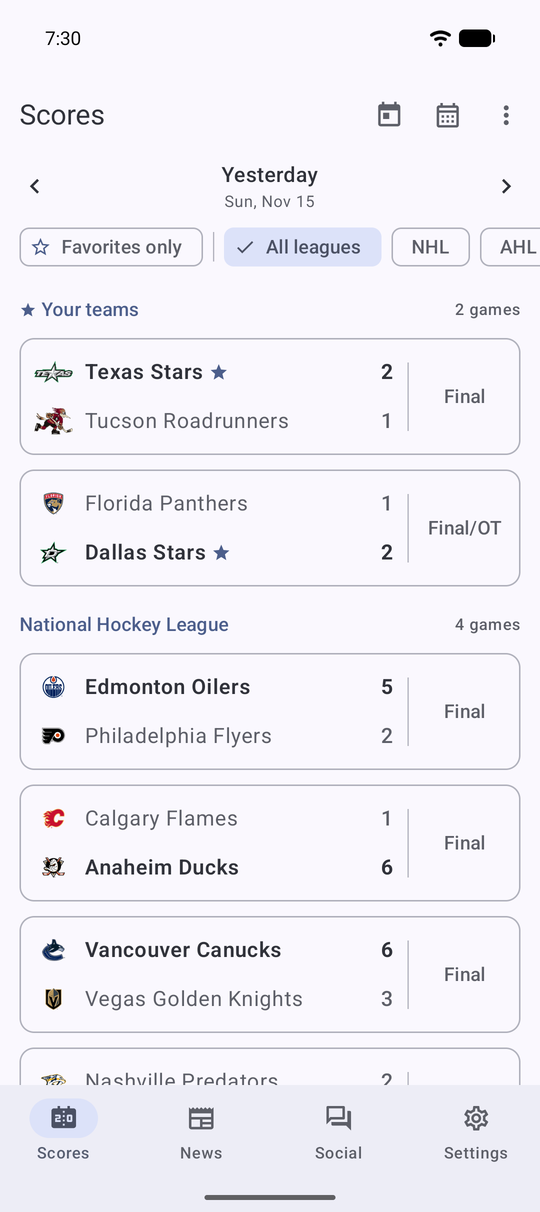 7:30
Scores
Yesterday
Sun, Nov 15
Favorites only
All leagues
NHL
AHL
Your teams
2 games
Texas Stars 2
Tucson Roadrunners 1
Final
Florida Panthers 1
Dallas Stars 2
Final/OT
National Hockey League
4 games
Edmonton Oilers 5
Philadelphia Flyers 2
Final
Calgary Flames 1
Anaheim Ducks 6
Final
Vancouver Canucks 6
Vegas Golden Knights 3
Final
Nashville Predators 2
2:0
Scores
News
Social
Settings